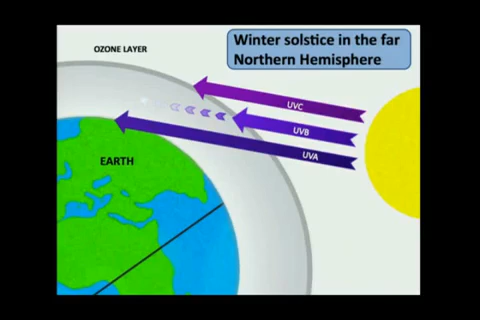 Winter solstice in the far
Northern Hemisphere
OZONE LAYER
UVC
UVB
UVA
EARTH